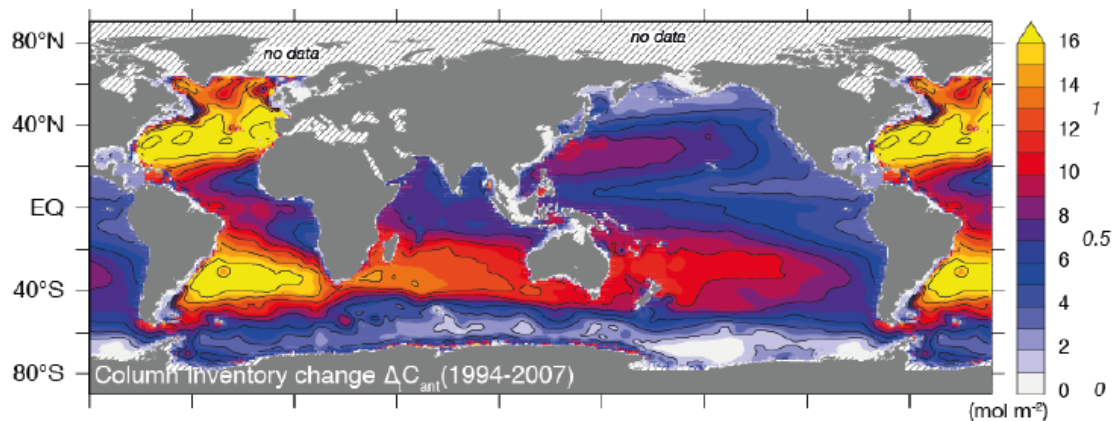 80°N
40°N
EQ
40°S
80°S
no data
no data
Column inventory change ΔtCant(1994-2007)
16
14
1
12
10
8
0.5
6
4
2
0
0
(mol m-2)